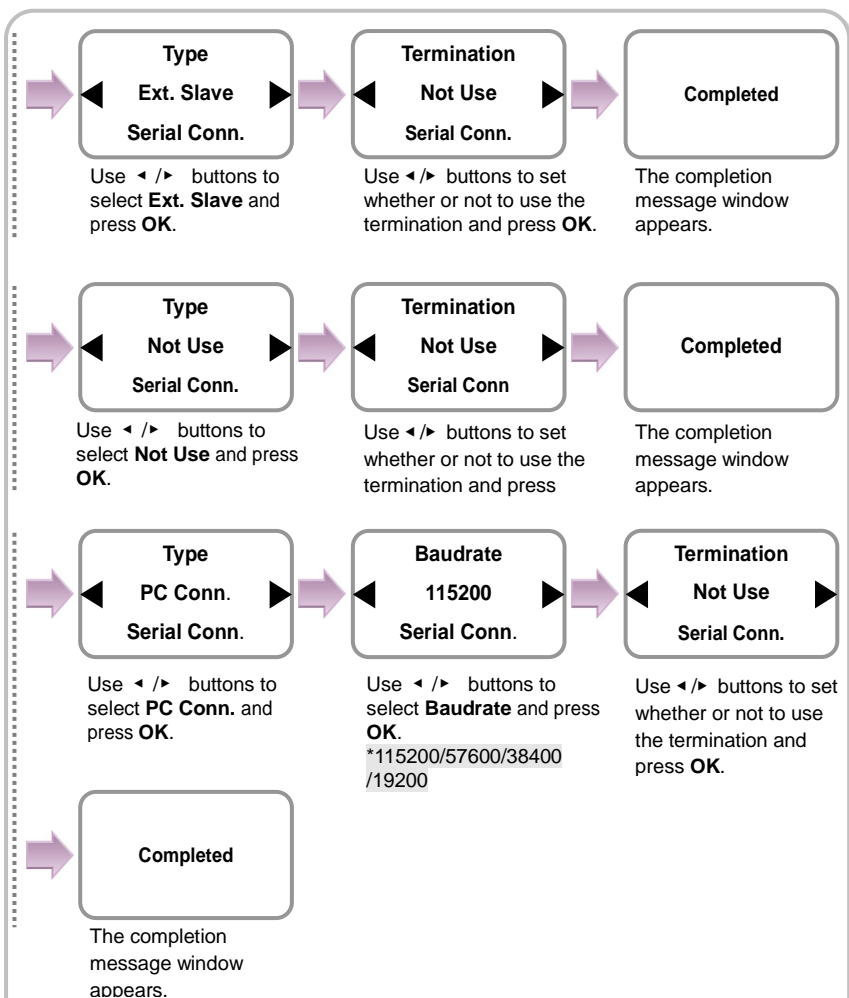 Type
Ext. Slave
Serial Conn.
Use ◄ /► buttons to
select Ext. Slave and
press OK.
Termination
Not Use
Serial Conn.
Use ◄ /► buttons to set
whether or not to use the
termination and press OK.
Completed
The completion
message window
appears.
Type
Not Use
Serial Conn.
Use ◄ /► buttons to
select Not Use and press
OK.
Termination
Not Use
Serial Conn
Use ◄ /► buttons to set
whether or not to use the
termination and press
Completed
The completion
message window
appears.
Type
PC Conn.
Serial Conn.
Use ◄ /► buttons to
select PC Conn. and
press OK.
Baudrate
115200
Serial Conn.
Use ◄ /► buttons to
select Baudrate and press
OK.
*115200/57600/38400
/19200
Termination
Not Use
Serial Conn.
Use ◄ /► buttons to set
whether or not to use
the termination and
press OK.
Completed
The completion
message window
appears.